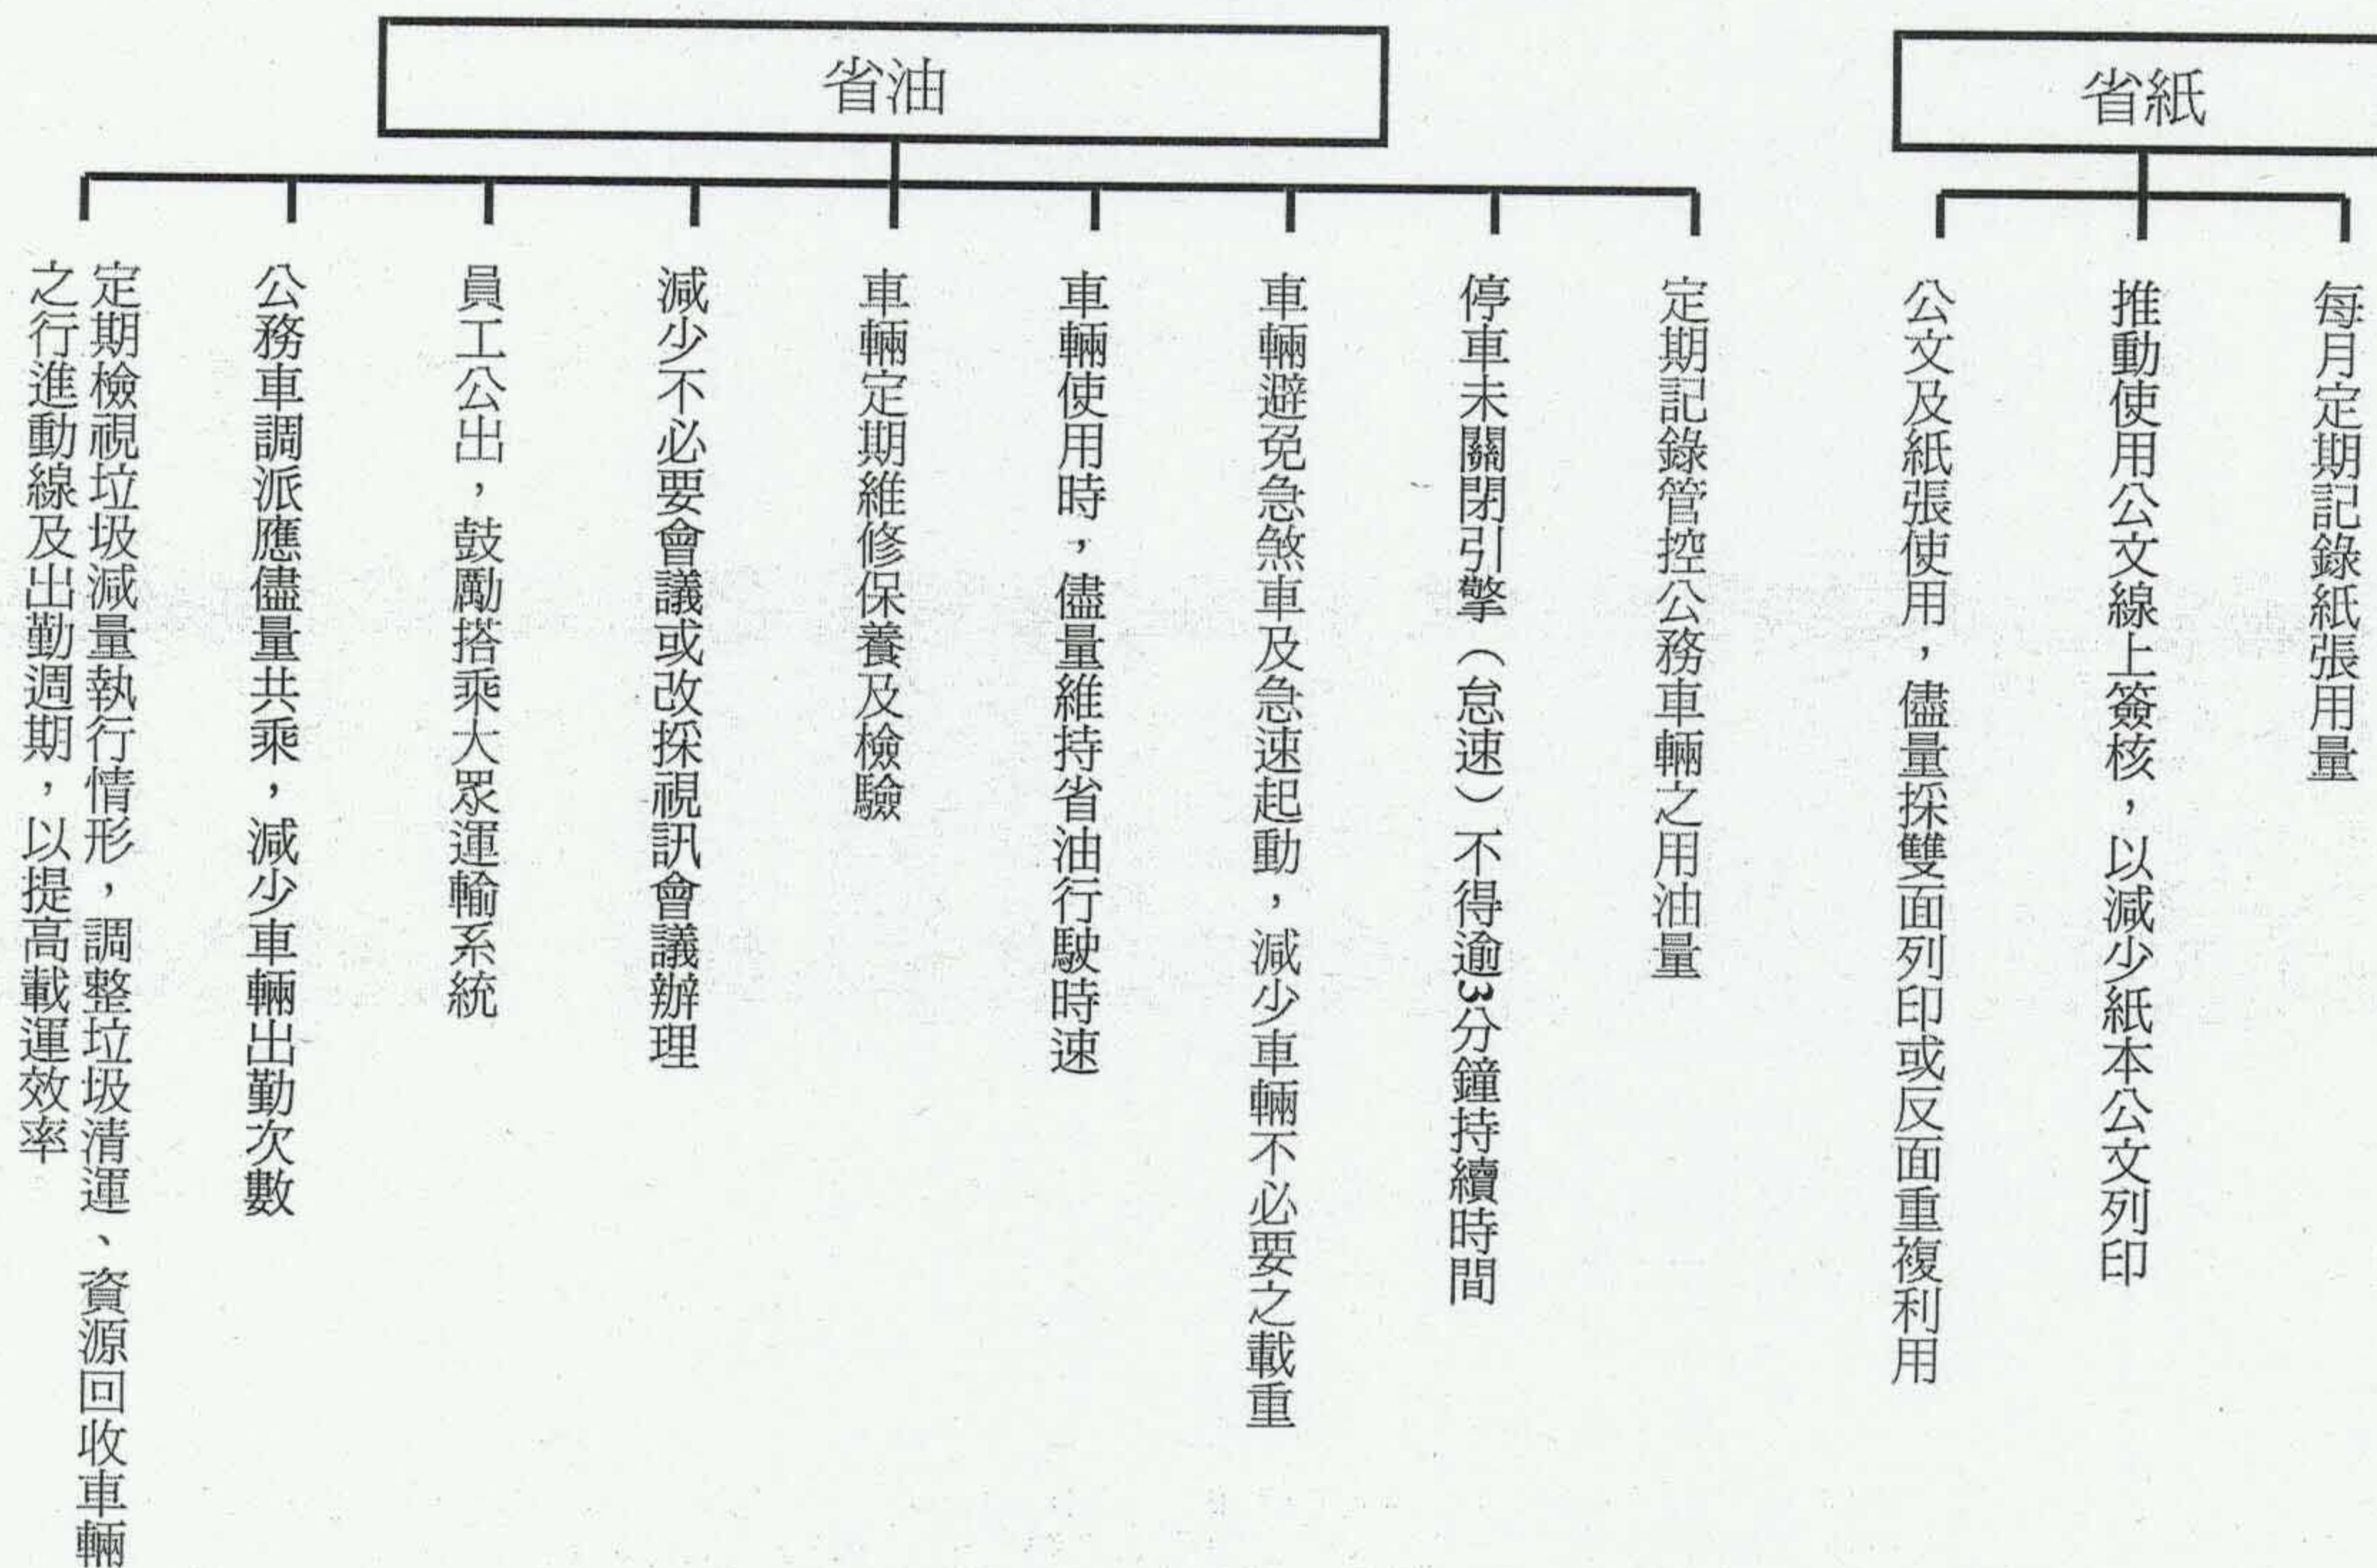 省紙
每月定期記錄紙張用量
推動使用公文線上簽核，以減少紙本公文列印
公文及紙張使用，儘量採雙面列印或反面重複利用
省油
定期記錄管控公務車輛之用油量
停車未關閉引擎（怠速）不得逾3分鐘持續時間
車輛避免急煞車及急速起動，減少車輛不必要之載重
車輛使用時，儘量維持省油行駛時速
車輛定期維修保養及檢驗
減少不必要會議或改採視訊會議辦理
員工公出，鼓勵搭乘大眾運輸系統
公務車調派應儘量共乘，減少車輛出勤次數
定期檢視垃圾減量執行情形，調整垃圾清運、資源回收車輛
之行進動線及出勤週期，以提高載運效率